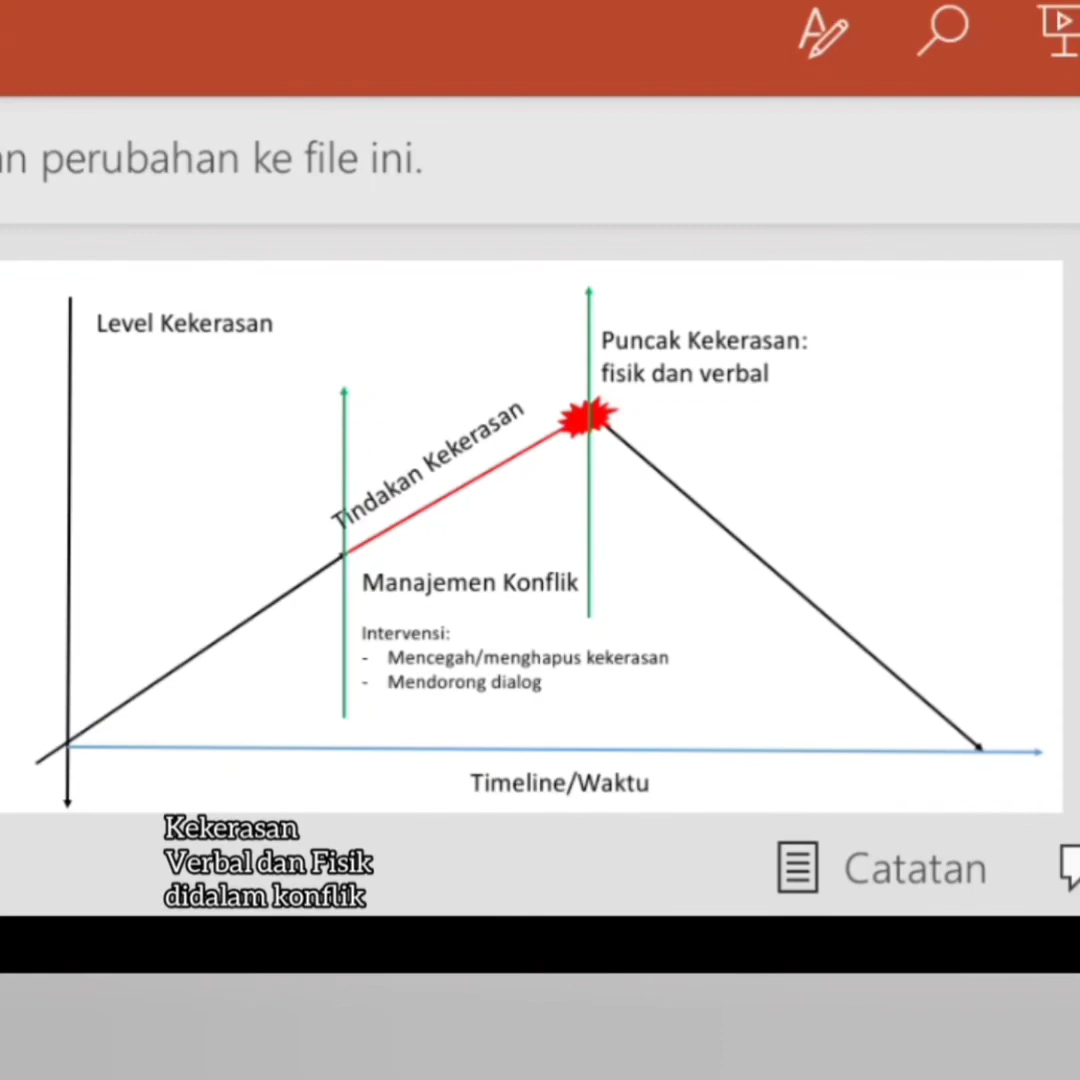 an perubahan ke file ini.
Level Kekerasan
Puncak Kekerasan:
fisik dan verbal
Tindakan Kekerasan
Manajemen Konflik
Intervensi:
- Mencegah/menghapus kekerasan
- Mendorong dialog
Timeline/Waktu
Kekerasan
Verbal dan Fisik
didalam konflik
Catatan